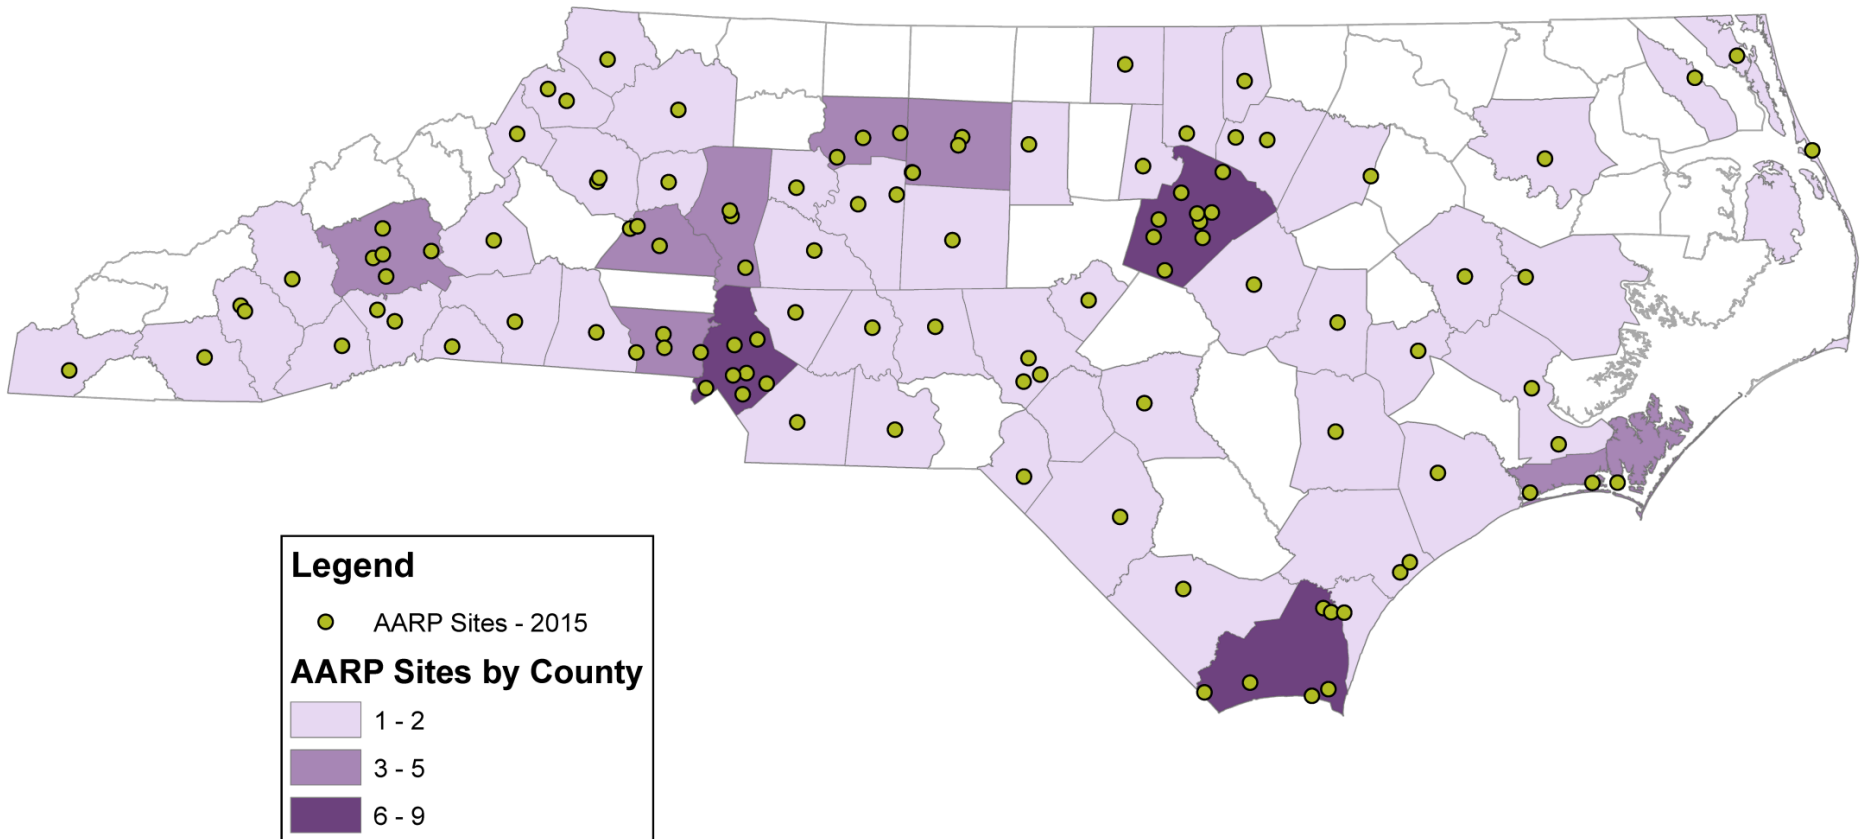 Legend
AARP Sites - 2015
AARP Sites by County
1 - 2
3 - 5
6 - 9